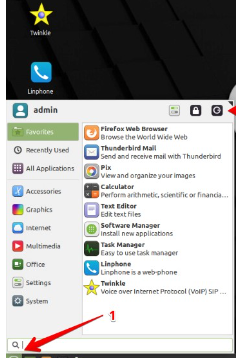 Twinkle
Linphone
admin
Favorites
Recently Used
All Applications
Accessories
Graphics
Internet
Multimedia
Office
Settings
System
Firefox Web Browser
Browse the World Wide Web
Thunderbird Mail
Send and receive mail with Thunderbird
Pix
View and organize your images
Calculator
Perform arithmetic, scientific or financia...
Text Editor
Edit text files
Software Manager
Install new applications
Task Manager
Easy to use task manager
Linphone
Linphone is a web-phone
Twinkle
Voice over Internet Protocol (VoIP) SIP ...
1